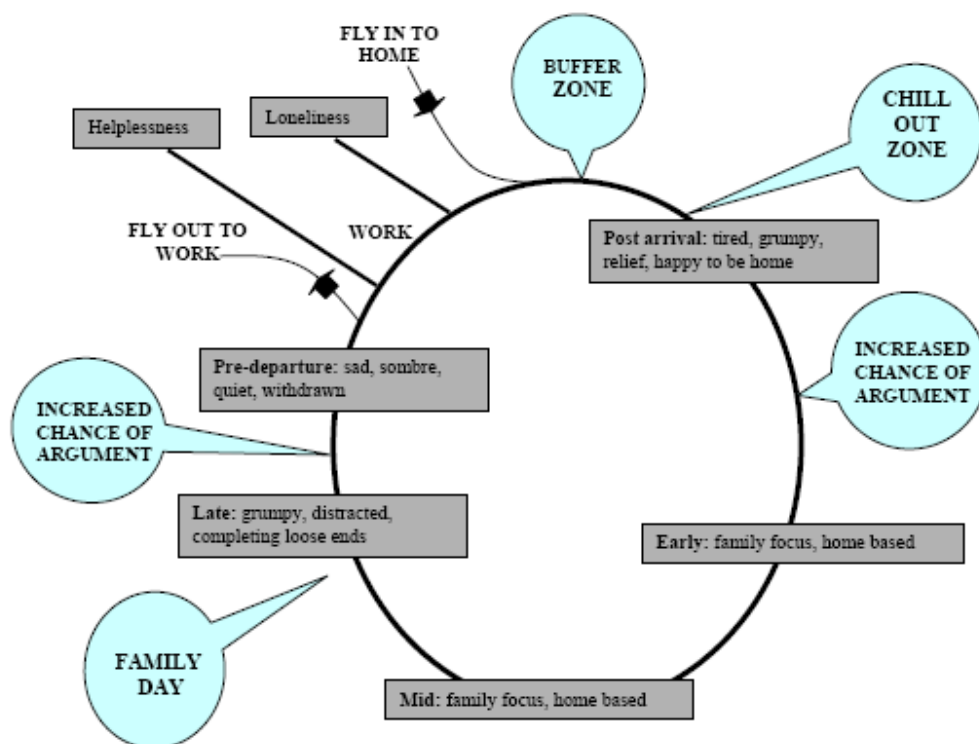 FLY IN TO
HOME
BUFFER
ZONE
CHILL
OUT
ZONE
Helplessness
Loneliness
FLY OUT TO
WORK
WORK
Post arrival: tired, grumpy,
relief, happy to be home
Pre-departure: sad, sombre,
quiet, withdrawn
INCREASED
CHANCE OF
ARGUMENT
INCREASED
CHANCE OF
ARGUMENT
Late: grumpy, distracted,
completing loose ends
Early: family focus, home based
FAMILY
DAY
Mid: family focus, home based